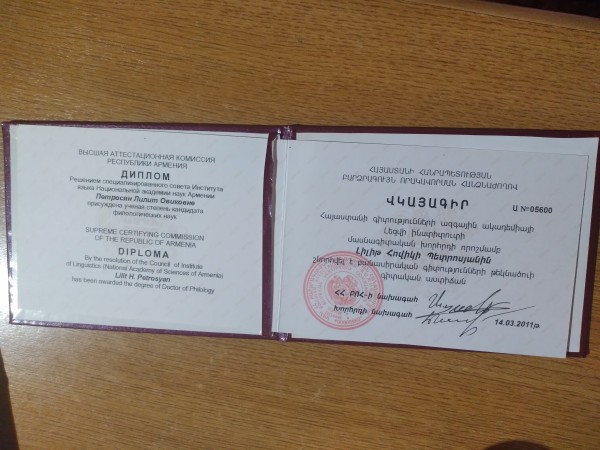 ВЫСШАЯ АТТЕСТАЦИОННАЯ КОМИССИЯ
РЕСПУБЛИКИ АРМЕНИЯ
ДИПЛОМ
Решением специализированного совета Института
языка Национальной академии наук Армении
Петросян Лилит Овиковне
присуждена ученая степень кандидата
филологических наук
SUPREME CERTIFYING COMMISSION
OF THE REPUBLIC OF ARMENIA
DIPLOMA
By the resolution of the Council of Institute
of Linguistics (National Academy of Sciences of Armenia)
Lilit H. Petrosyan
has been awarded the degree of Doctor of Philology
ՀԱՅԱՍՏԱՆԻ ՀԱՆՐԱՊԵՏՈՒԹՅԱՆ
ԲԱՐՁՐԱԳՈՒՅՆ ՈՐԱԿԱՎՈՐՄԱՆ ՀԱՆՁՆԱԺՈՂՈՎ
ՎԿԱՅԱԳԻՐ
Ա №05600
Հայաստանի գիտությունների ազգային ակադեմիայի
Լեզվի ինստիտուտի
մասնագիտական խորհրդի որոշմամբ
Լիլիթ Հովիկի Պետրոսյանին
շնորհվել է բանասիրական գիտությունների թեկնածուի
գիտական աստիճան
ՀՀ ԲՈՀ-ի նախագահ
Խորհրդի նախագահ
14.03.2011թ.